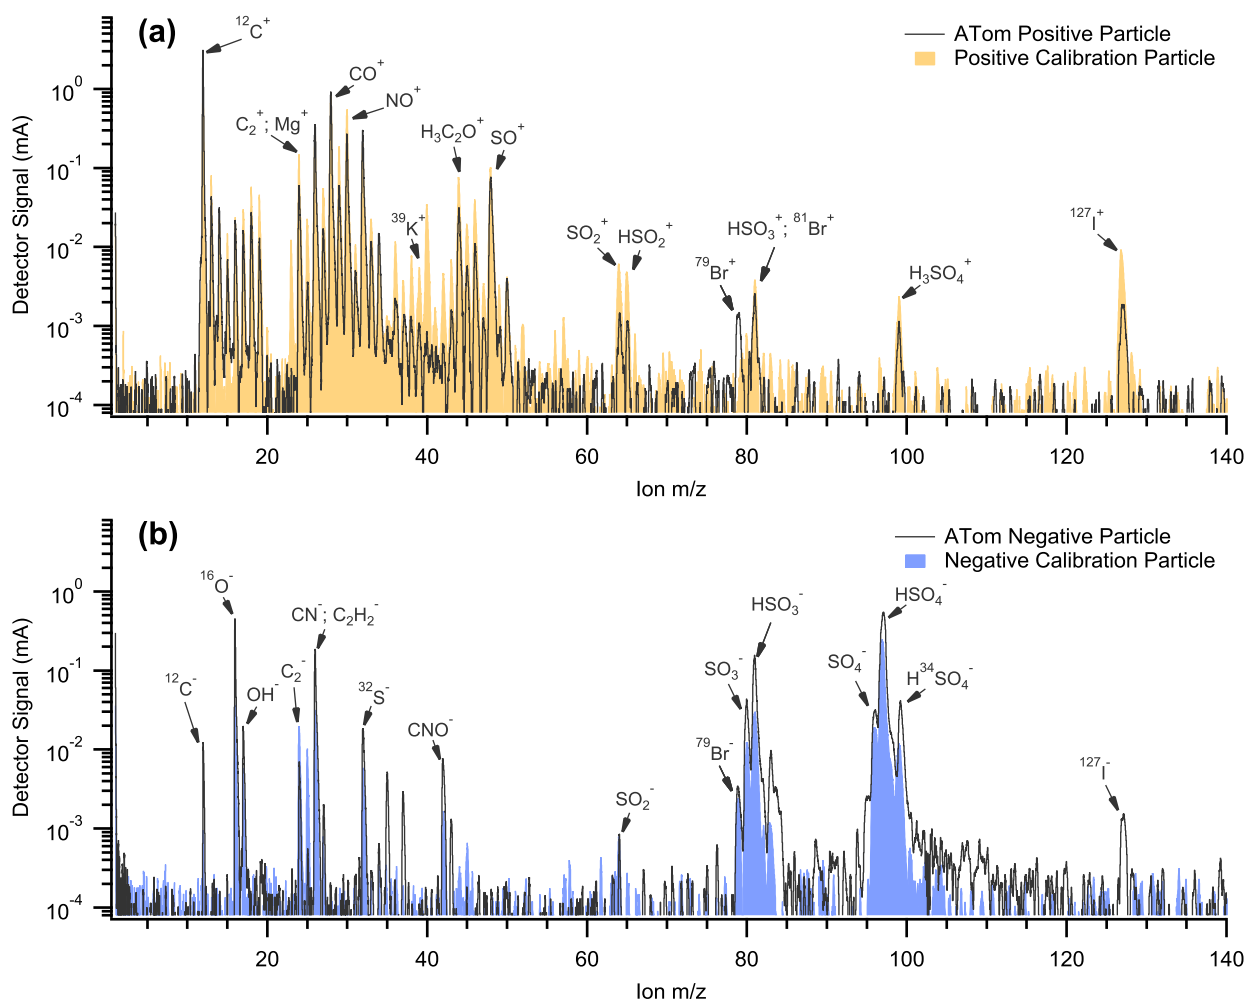 (a)
ATom Positive Particle
Positive Calibration Particle
¹²C⁺
CO⁺
NO⁺
C₂⁺; Mg⁺
H₃C₂O⁺
SO⁺
³⁹K⁺
SO₂⁺
HSO₂⁺
⁷⁹Br⁺
HSO₃⁺; ⁸¹Br⁺
H₃SO₄⁺
¹²⁷I⁺
Detector Signal (mA)
10⁰
10⁻¹
10⁻²
10⁻³
10⁻⁴
20 40 60 80 100 120 140
Ion m/z
(b)
ATom Negative Particle
Negative Calibration Particle
¹⁶O⁻
CN⁻; C₂H₂⁻
HSO₃⁻
HSO₄⁻
¹²C⁻
OH⁻
C₂⁻
³²S⁻
CNO⁻
SO₃⁻
SO₄⁻
H³⁴SO₄⁻
⁷⁹Br⁻
SO₂⁻
¹²⁷I⁻
Detector Signal (mA)
10⁰
10⁻¹
10⁻²
10⁻³
10⁻⁴
20 40 60 80 100 120 140
Ion m/z